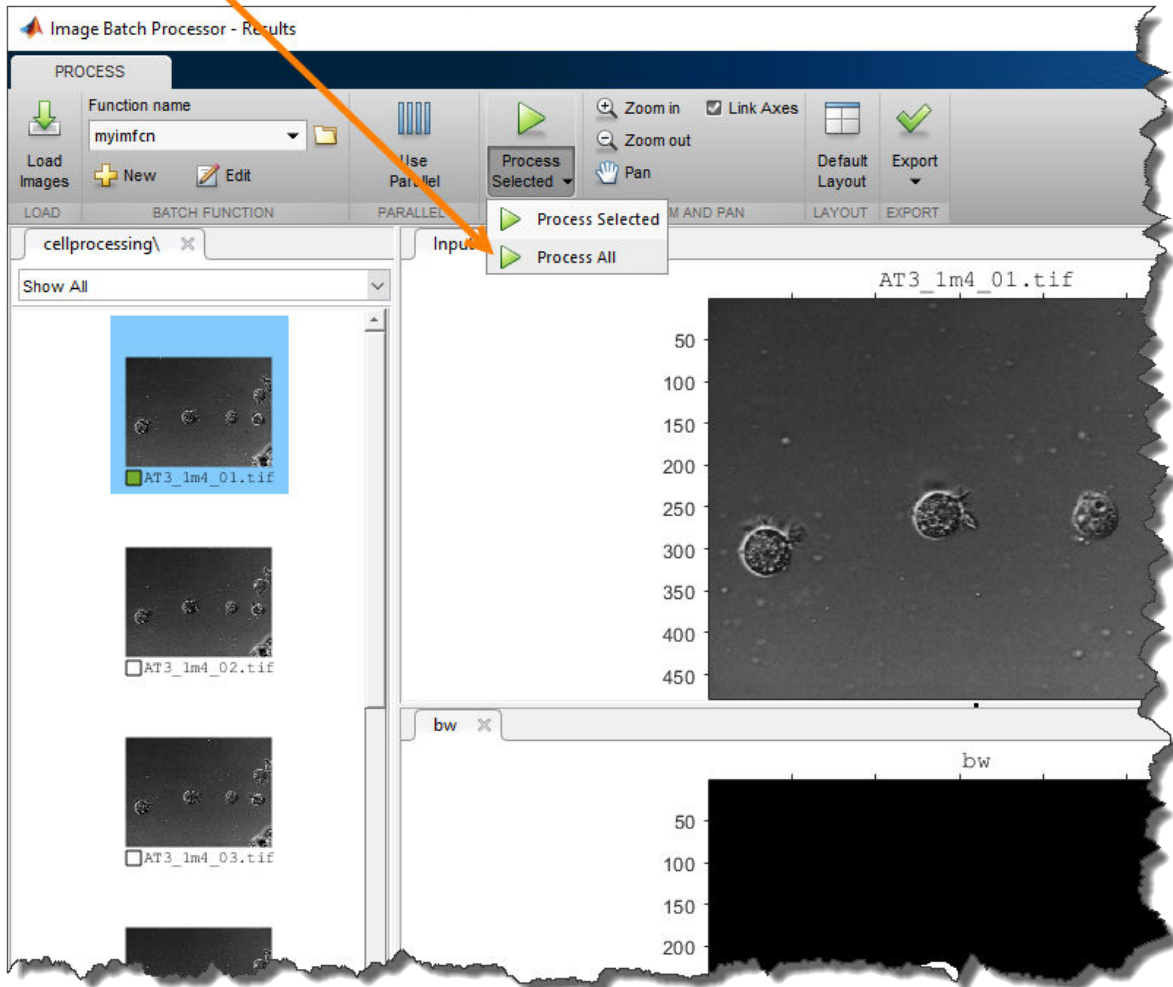 Image Batch Processor - Results
PROCESS
Load
Images
Function name
myimfcn
New
Edit
Use
Parallel
Process
Selected
Zoom in
Zoom out
Pan
Link Axes
Default
Layout
Export
LOAD
BATCH FUNCTION
PARALLEL
M AND PAN
LAYOUT
EXPORT
Process Selected
Process All
cellprocessing\
Show All
AT3_1m4_01.tif
AT3_1m4_02.tif
AT3_1m4_03.tif
Input
AT3_1m4_01.tif
50
100
150
200
250
300
350
400
450
bw
bw
50
100
150
200